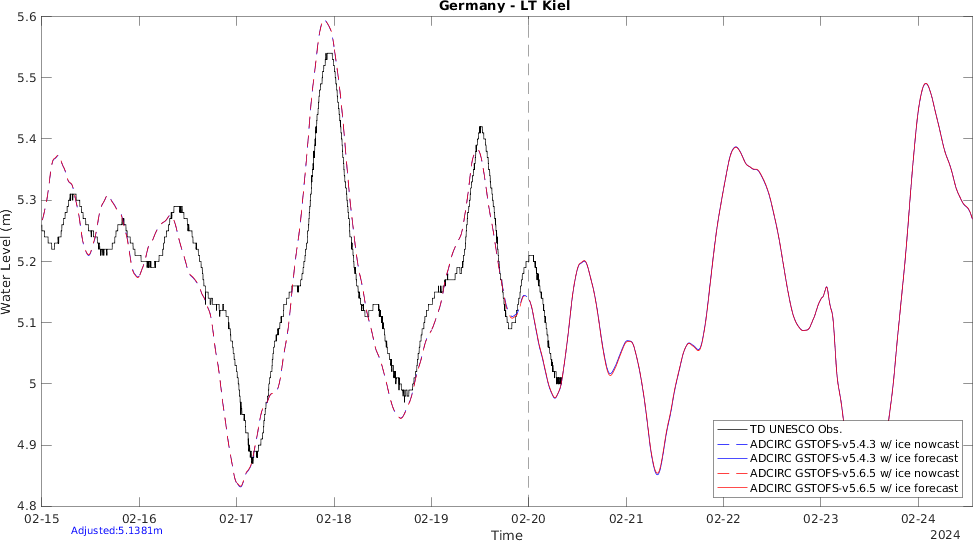 Germany - LT Kiel
5.6
5.5
5.4
5.3
5.2
5.1
5
4.9
4.8
Water Level (m)
TD UNESCO Obs.
ADCIRC GSTOFS-v5.4.3 w/ ice nowcast
ADCIRC GSTOFS-v5.4.3 w/ ice forecast
ADCIRC GSTOFS-v5.6.5 w/ ice nowcast
ADCIRC GSTOFS-v5.6.5 w/ ice forecast
02-15 02-16 02-17 02-18 02-19 02-20 02-21 02-22 02-23 02-24
Adjusted:5.1381m
Time
2024